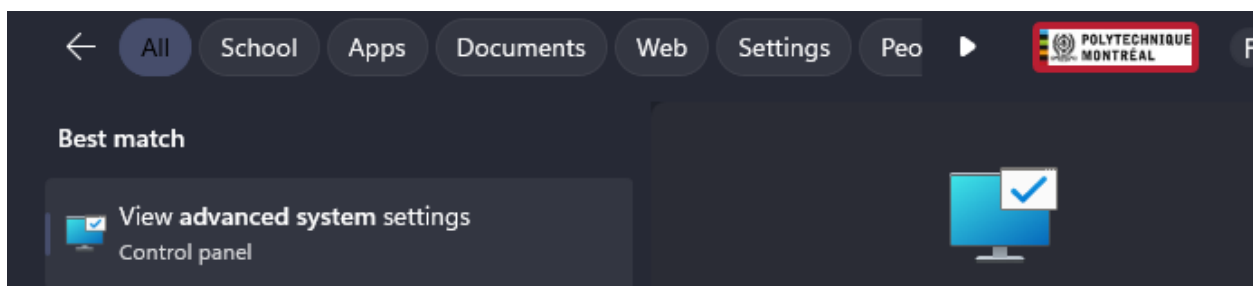 All School Apps Documents Web Settings Peo
POLYTECHNIQUE
MONTRÉAL
Best match
View advanced system settings
Control panel